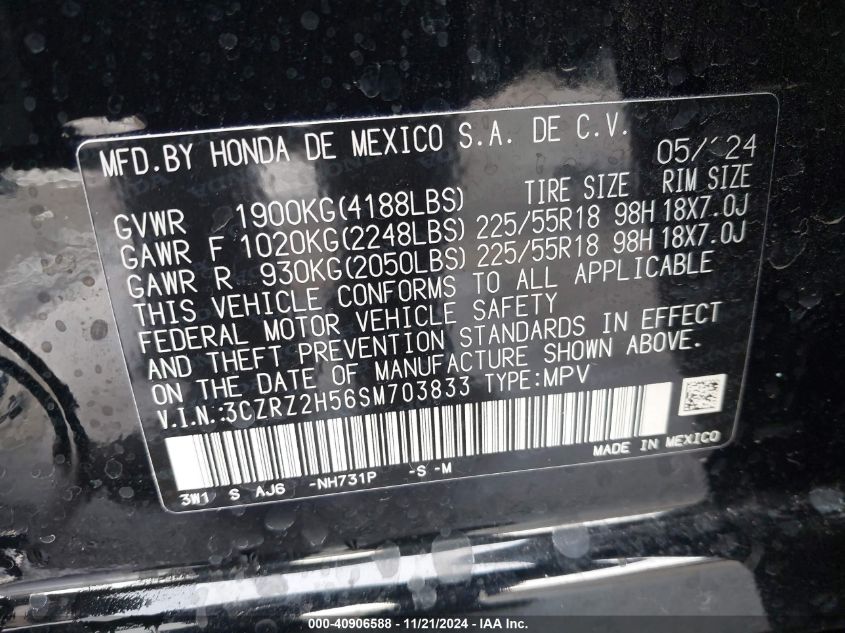 MFD.BY HONDA DE MEXICO S.A. DE C.V. 05/'24
TIRE SIZE RIM SIZE
GVWR 1900KG(4188LBS)
GAWR F 1020KG(2248LBS) 225/55R18 98H 18X7.0J
GAWR R 930KG(2050LBS) 225/55R18 98H 18X7.0J
THIS VEHICLE CONFORMS TO ALL APPLICABLE
FEDERAL MOTOR VEHICLE SAFETY
AND THEFT PREVENTION STANDARDS IN EFFECT
ON THE DATE OF MANUFACTURE SHOWN ABOVE.
V.I.N.:3CZRZ2H56SM703833 TYPE:MPV
MADE IN MEXICO
3W1 S AJ6 -NH731P -S -M
000-40906588 - 11/21/2024 - IAA, Inc.